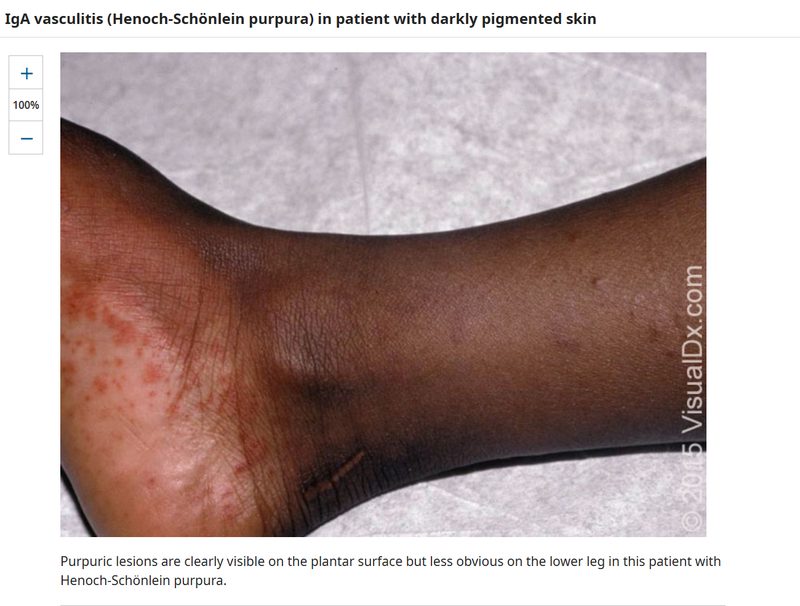 IgA vasculitis (Henoch-Schönlein purpura) in patient with darkly pigmented skin
+
100%
−
© 2015 VisualDx.com
Purpuric lesions are clearly visible on the plantar surface but less obvious on the lower leg in this patient with
Henoch-Schönlein purpura.